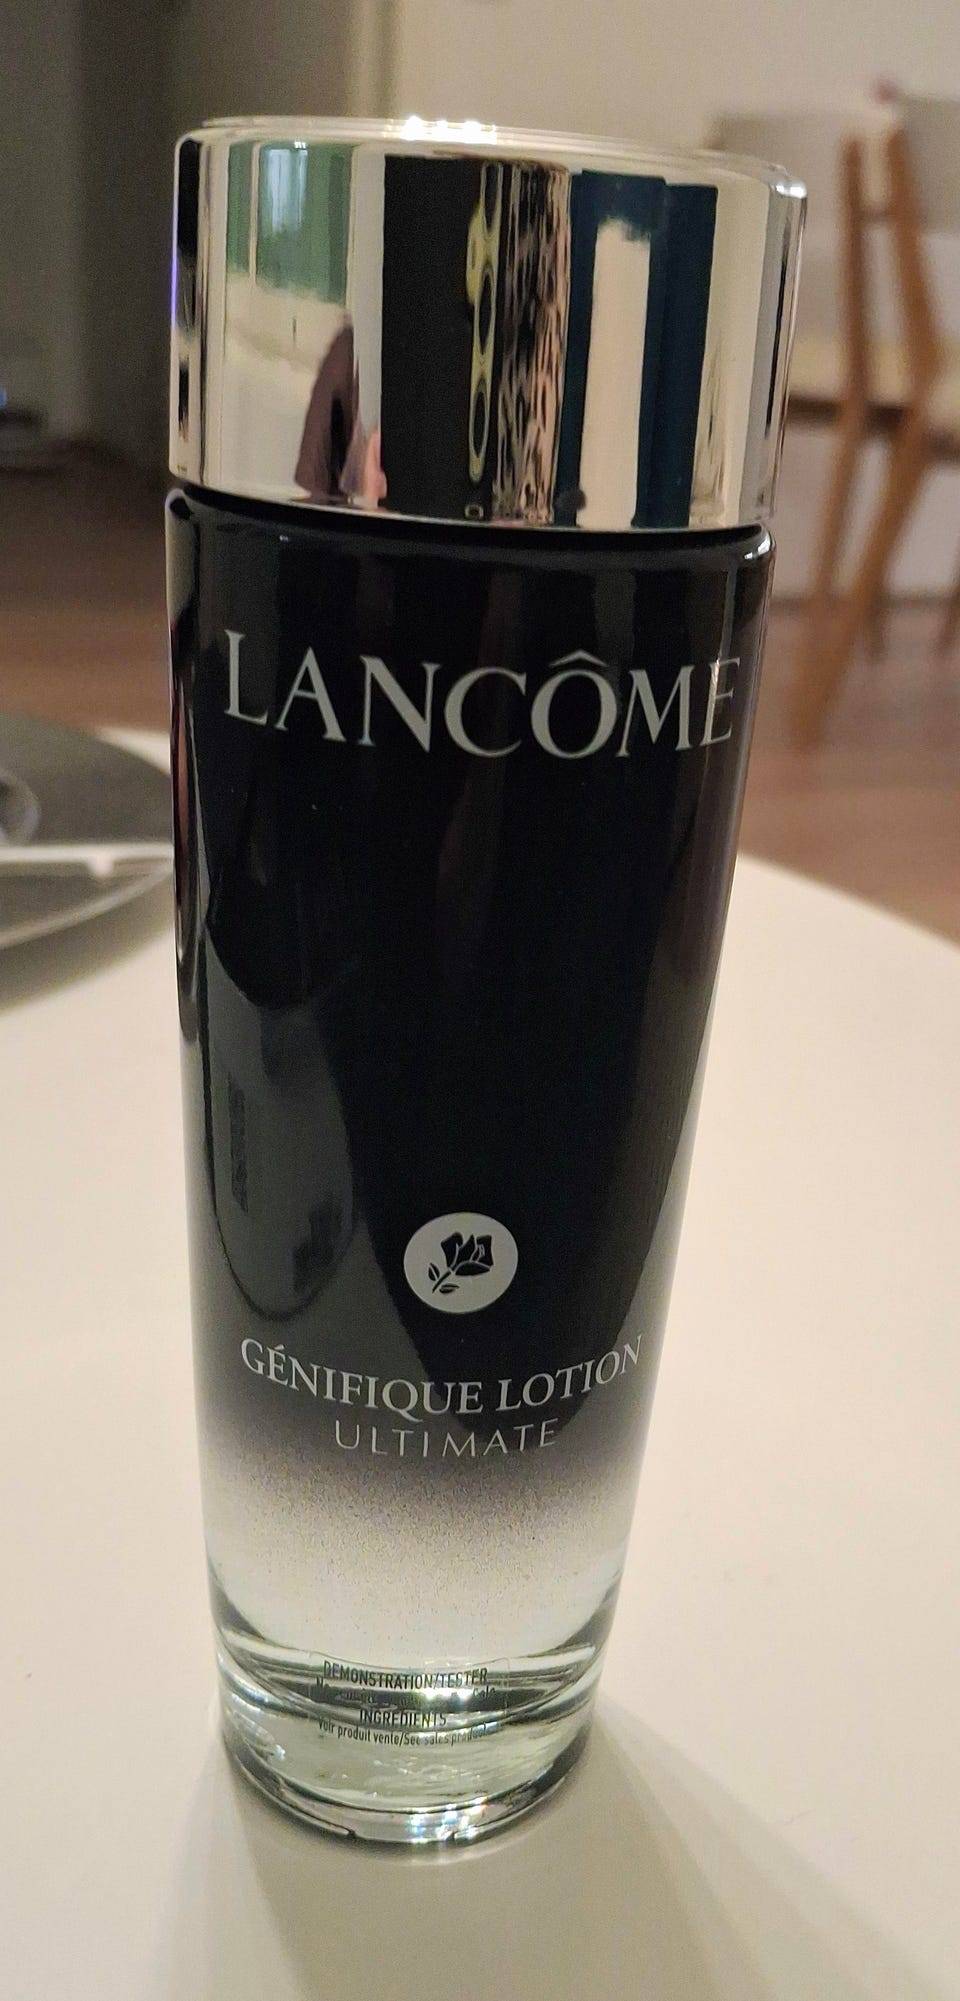 LANCÔME
GÉNIFIQUE LOTION
ULTIMATE
DEMONSTRATION/TESTER
INGREDIENTS
Voir produit vente/See sales product